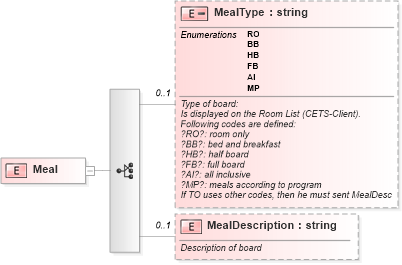 E MealType : string
Enumerations RO
BB
HB
FB
AI
MP
0..1
Type of board:
Is displayed on the Room List (CETS-Client).
Following codes are defined:
?RO?: room only
?BB?: bed and breakfast
?HB?: half board
?FB?: full board
?AI?: all inclusive
?MP?: meals according to program
If TO uses other codes, then he must sent MealDesc
E Meal
0..1
E MealDescription : string
Description of board